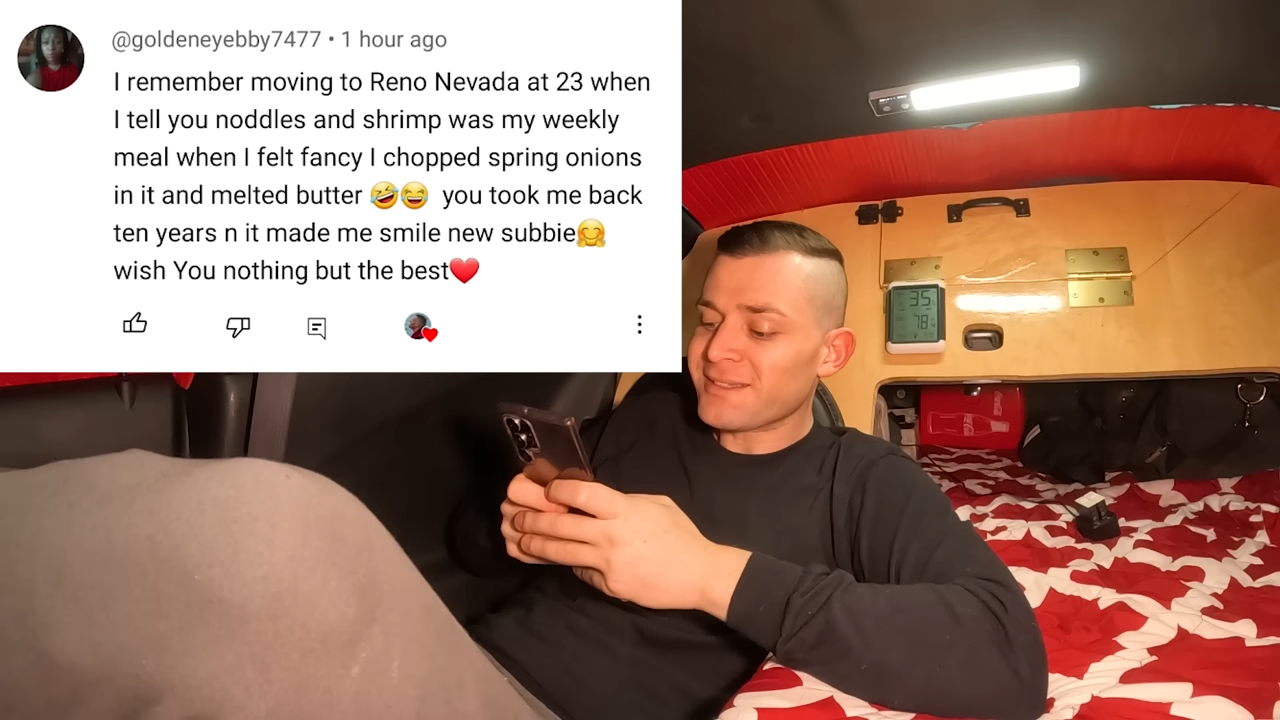 @goldeneyebby7477 • 1 hour ago
I remember moving to Reno Nevada at 23 when
I tell you noddles and shrimp was my weekly
meal when I felt fancy I chopped spring onions
in it and melted butter 🤣😂 you took me back
ten years n it made me smile new subbie🤗
wish You nothing but the best❤️
35
78
Coca-Cola